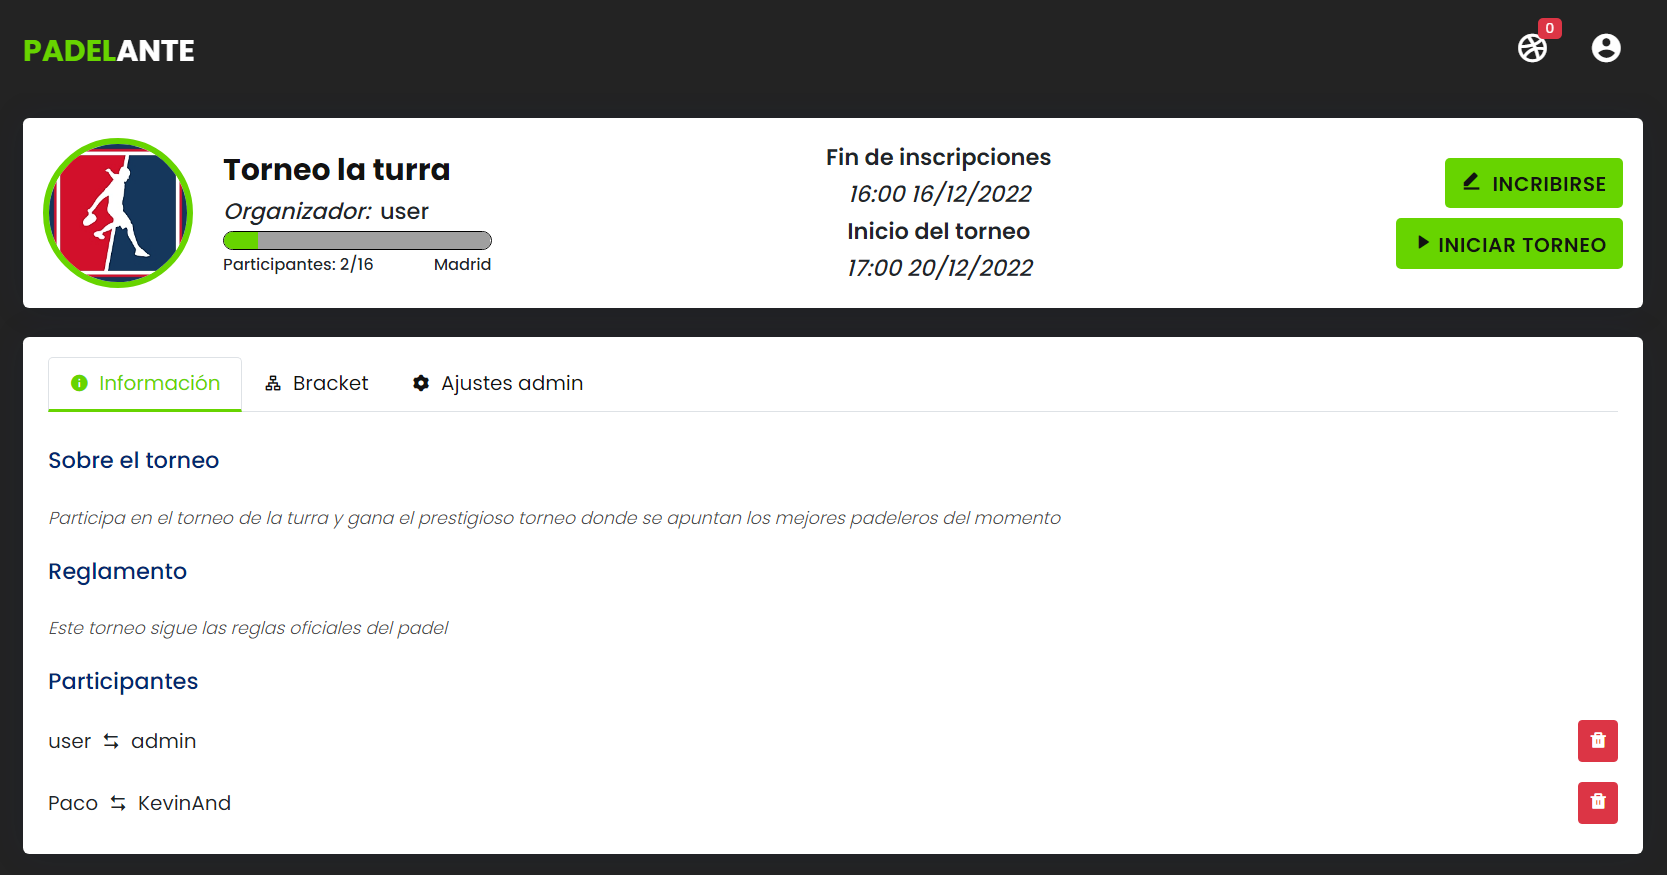 PADELANTE
0
Torneo la turra
Organizador: user
Participantes: 2/16
Madrid
Fin de inscripciones
16:00 16/12/2022
Inicio del torneo
17:00 20/12/2022
INCRIBIRSE
INICIAR TORNEO
Información
Bracket
Ajustes admin
Sobre el torneo
Participa en el torneo de la turra y gana el prestigioso torneo donde se apuntan los mejores padeleros del momento
Reglamento
Este torneo sigue las reglas oficiales del padel
Participantes
user admin
Paco KevinAnd